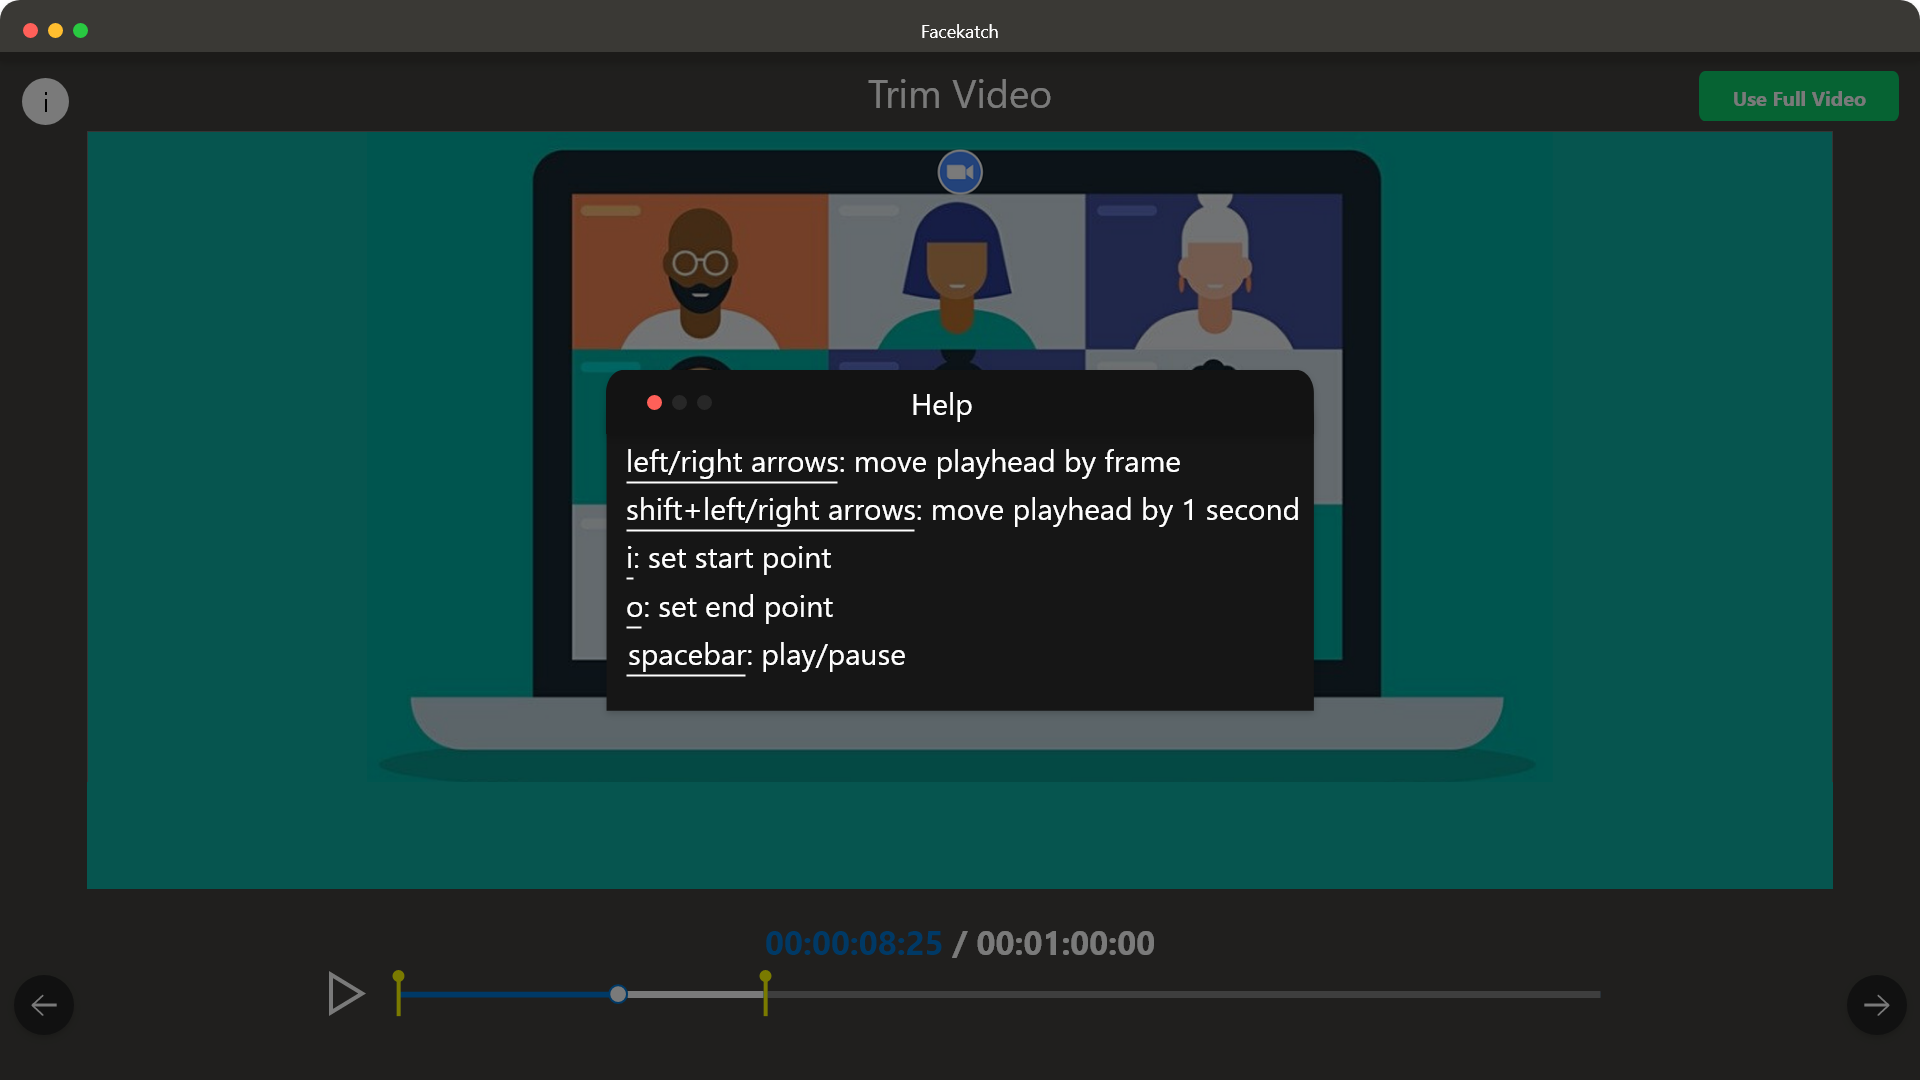 Facekatch
i
Trim Video
Use Full Video
Help
left/right arrows: move playhead by frame
shift+left/right arrows: move playhead by 1 second
i: set start point
o: set end point
spacebar: play/pause
00:00:08:25 / 00:01:00:00